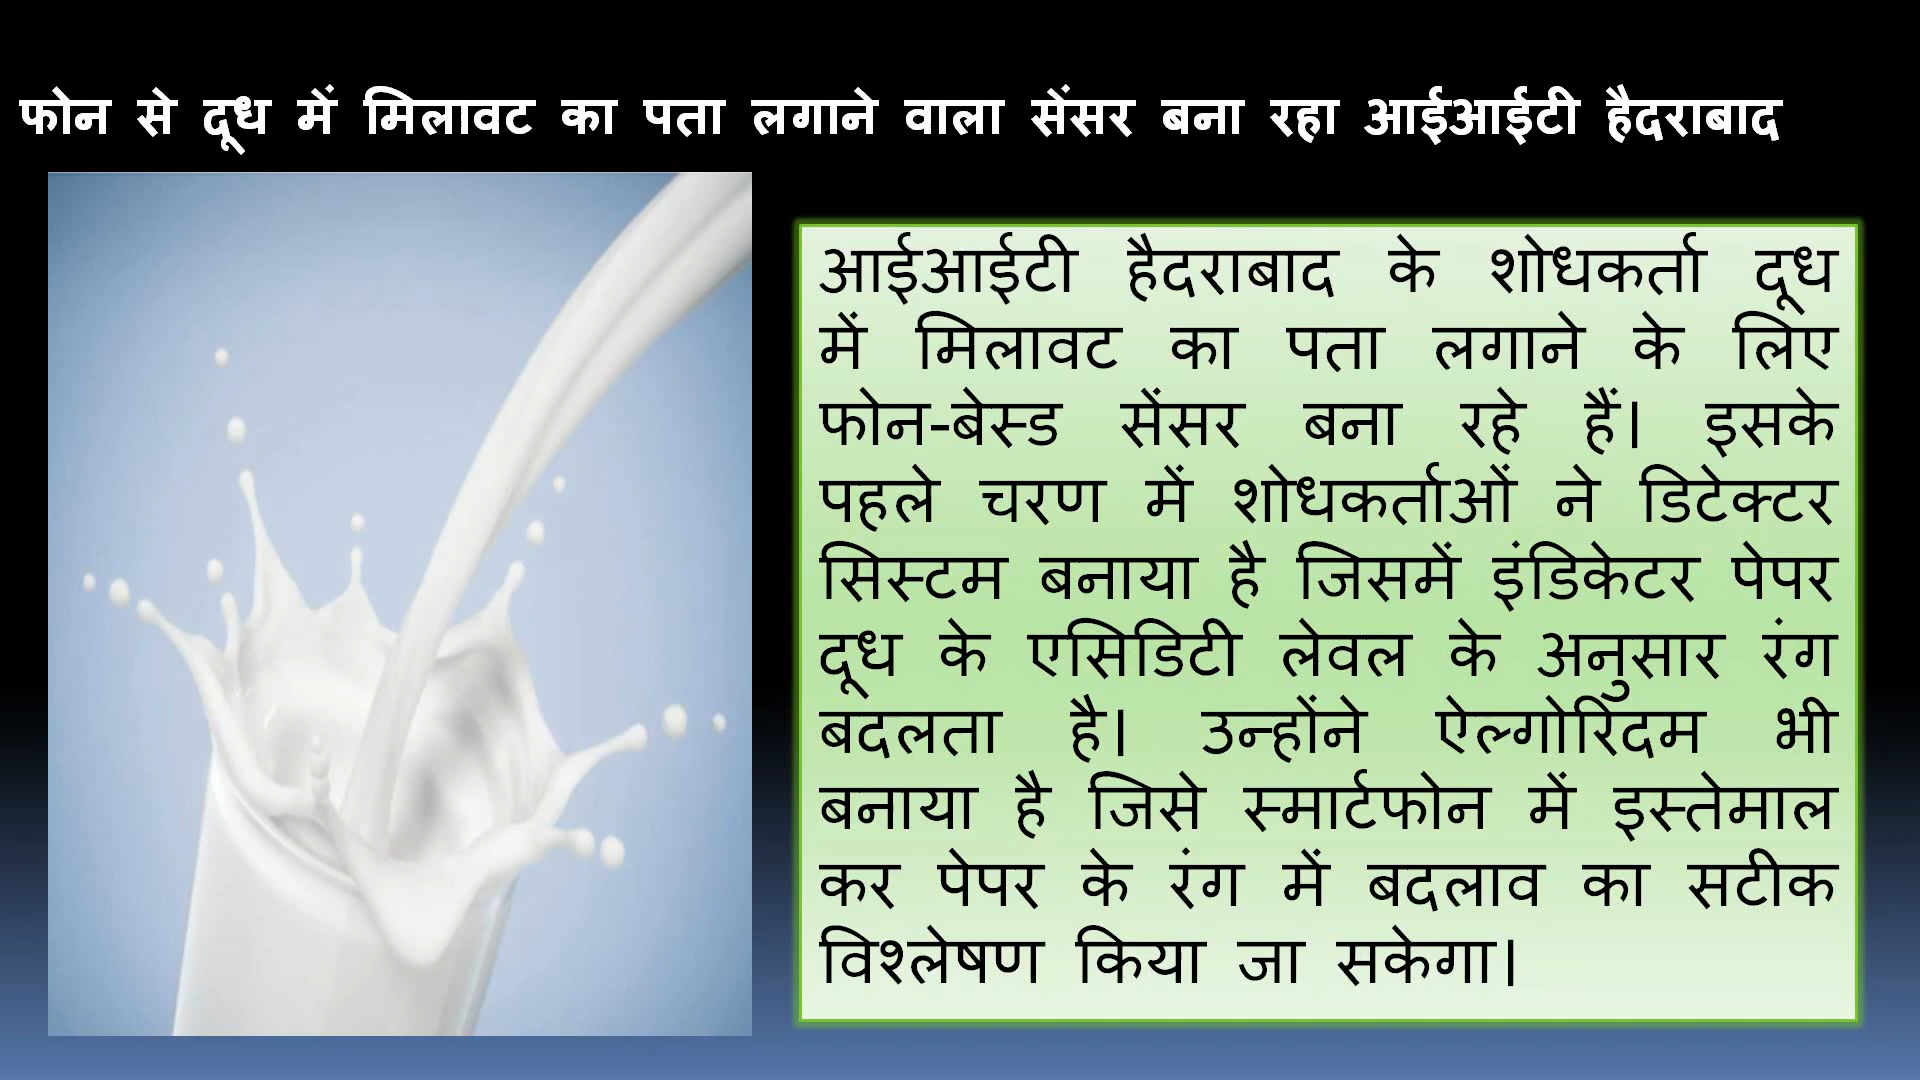 फोन से दूध में मिलावट का पता लगाने वाला सेंसर बना रहा आईआईटी हैदराबाद
आईआईटी हैदराबाद के शोधकर्ता दूध
में मिलावट का पता लगाने के लिए
फोन-बेस्ड सेंसर बना रहे हैं। इसके
पहले चरण में शोधकर्ताओं ने डिटेक्टर
सिस्टम बनाया है जिसमें इंडिकेटर पेपर
दूध के एसिडिटी लेवल के अनुसार रंग
बदलता है। उन्होंने ऐल्गोरिदम भी
बनाया है जिसे स्मार्टफोन में इस्तेमाल
कर पेपर के रंग में बदलाव का सटीक
विश्लेषण किया जा सकेगा।